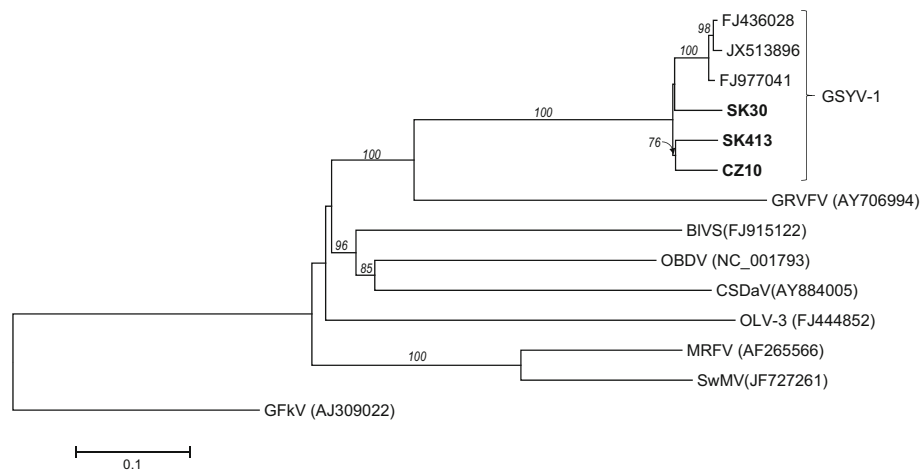 FJ436028
98
JX513896
100
FJ977041
GSYV-1
SK30
100
SK413
76
CZ10
100
GRVFV (AY706994)
BlVS(FJ915122)
96
OBDV (NC_001793)
85
CSDaV(AY884005)
OLV-3 (FJ444852)
MRFV (AF265566)
100
SwMV(JF727261)
GFkV (AJ309022)
0.1